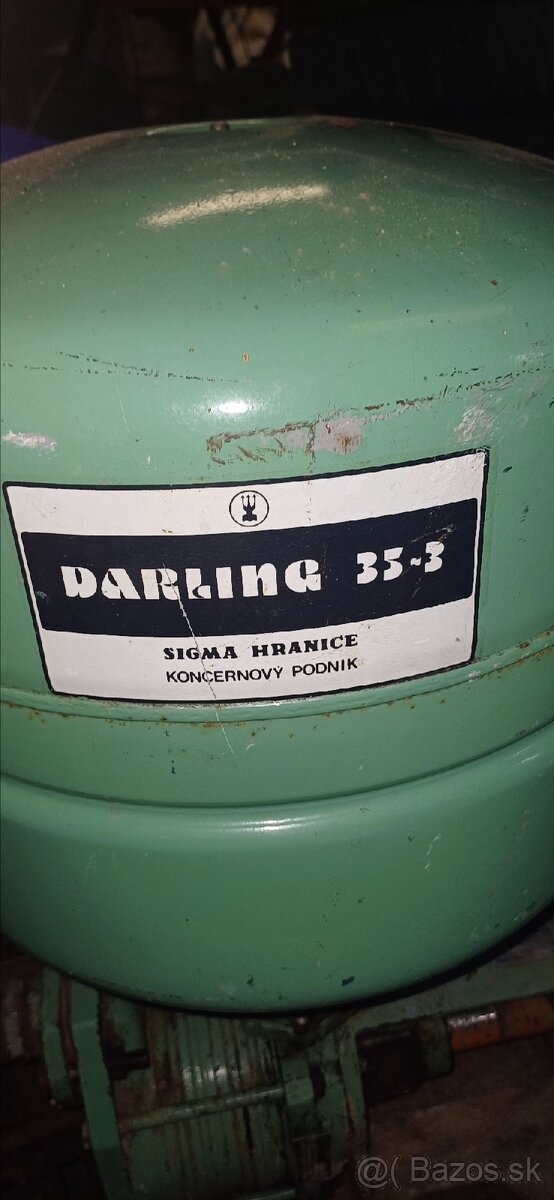 DARLING 35-3
SIGMA HRANICE
KONCERNOVÝ PODNIK
@( Bazos.sk